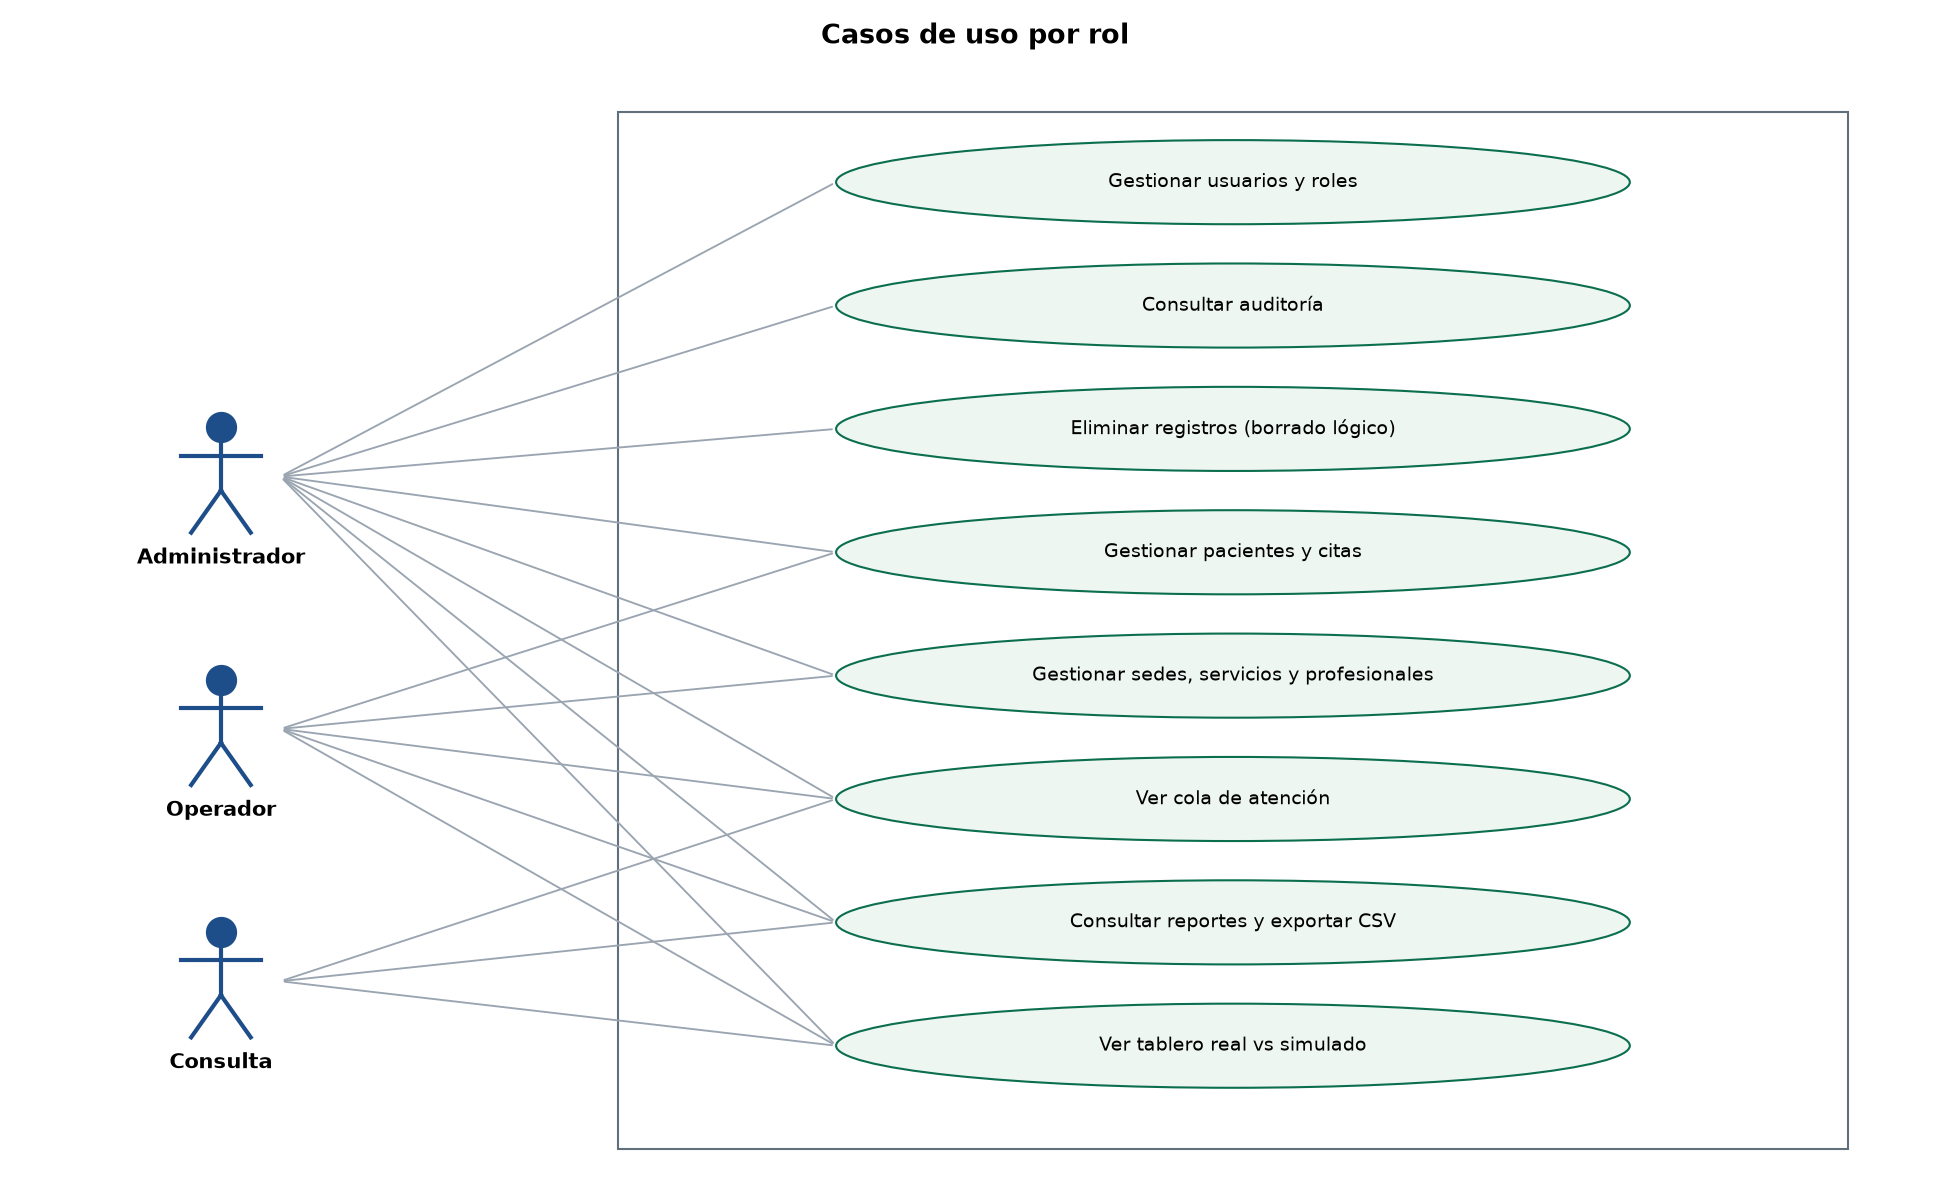 Casos de uso por rol
Gestionar usuarios y roles
Consultar auditoría
Eliminar registros (borrado lógico)
Administrador
Gestionar pacientes y citas
Gestionar sedes, servicios y profesionales
Operador
Ver cola de atención
Consultar reportes y exportar CSV
Ver tablero real vs simulado
Consulta